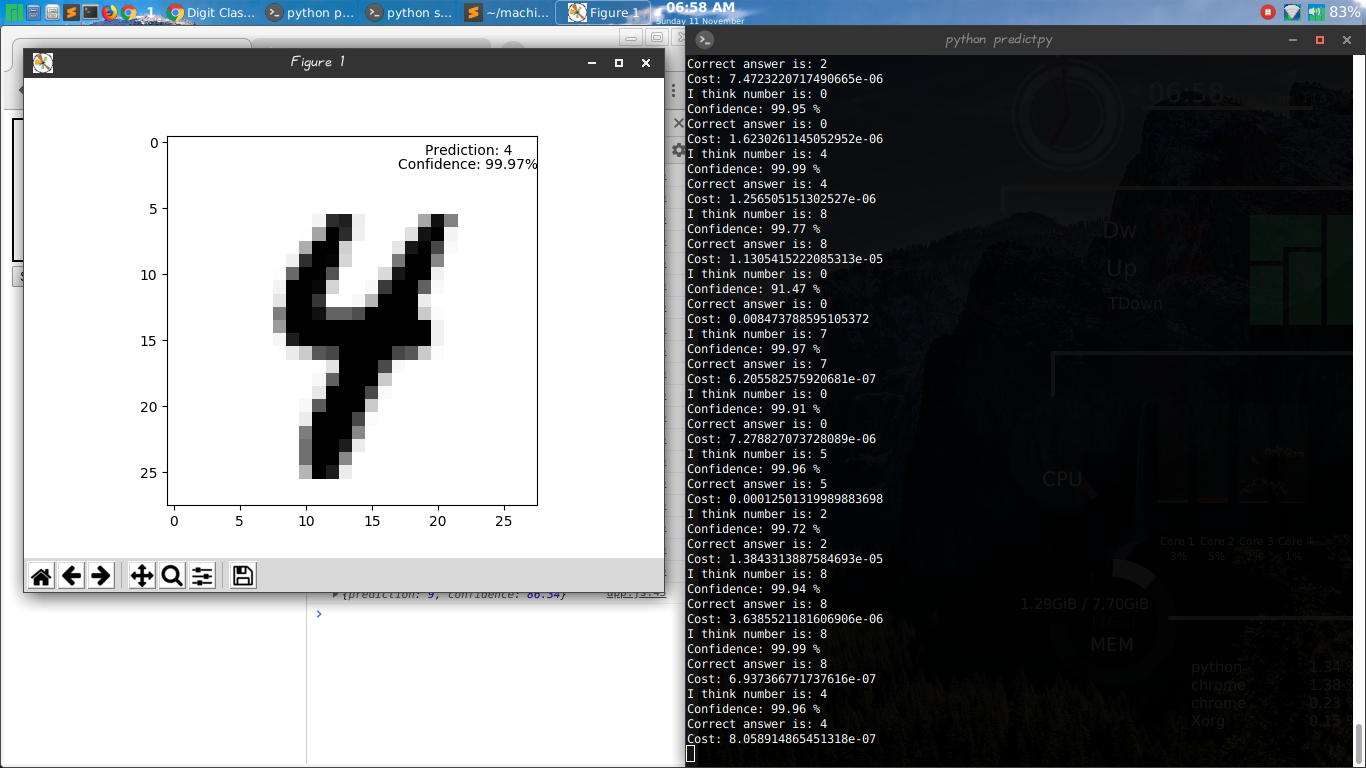 1
Digit Clas...
python p...
python s...
~/machi...
Figure 1
06:58 AM
Sunday 11 November
83%
Figure 1
Prediction: 4
Confidence: 99.97%
0
5
10
15
20
25
0
5
10
15
20
25
{prediction: 9, confidence: 86.34}
app.js:45
>
python predict.py
Correct answer is: 2
Cost: 7.4723220717490665e-06
I think number is: 0
Confidence: 99.95 %
Correct answer is: 0
Cost: 1.6230261145052952e-06
I think number is: 4
Confidence: 99.99 %
Correct answer is: 4
Cost: 1.256505151302527e-06
I think number is: 8
Confidence: 99.77 %
Correct answer is: 8
Cost: 1.1305415222085313e-05
I think number is: 0
Confidence: 91.47 %
Correct answer is: 0
Cost: 0.008473788595105372
I think number is: 7
Confidence: 99.97 %
Correct answer is: 7
Cost: 6.205582575920681e-07
I think number is: 0
Confidence: 99.91 %
Correct answer is: 0
Cost: 7.278827073728089e-06
I think number is: 5
Confidence: 99.96 %
Correct answer is: 5
Cost: 0.00012501319989883698
I think number is: 2
Confidence: 99.72 %
Correct answer is: 2
Cost: 1.3843313887584693e-05
I think number is: 8
Confidence: 99.94 %
Correct answer is: 8
Cost: 3.6385521181606906e-06
I think number is: 8
Confidence: 99.99 %
Correct answer is: 8
Cost: 6.937366771737616e-07
I think number is: 4
Confidence: 99.96 %
Correct answer is: 4
Cost: 8.058914865451318e-07
06:58
Dw
Up
TDown
CPU
Core 1 Core 2 Core 3 Core 4
3% 5% 1%
1.29GiB / 7.70GiB
MEM
python 1.34
chrome 1.38
chrome 0.23
Xorg 0.15